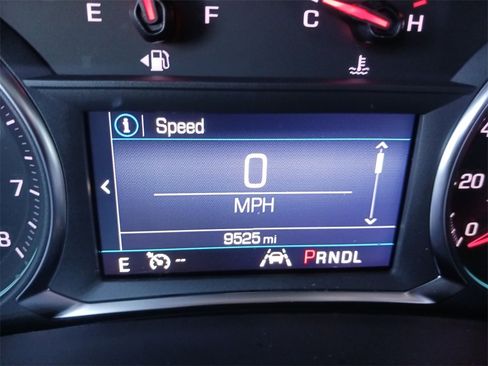 E F C H
Speed
0
MPH
9525 mi
E -- PRNDL
7
8
20
0